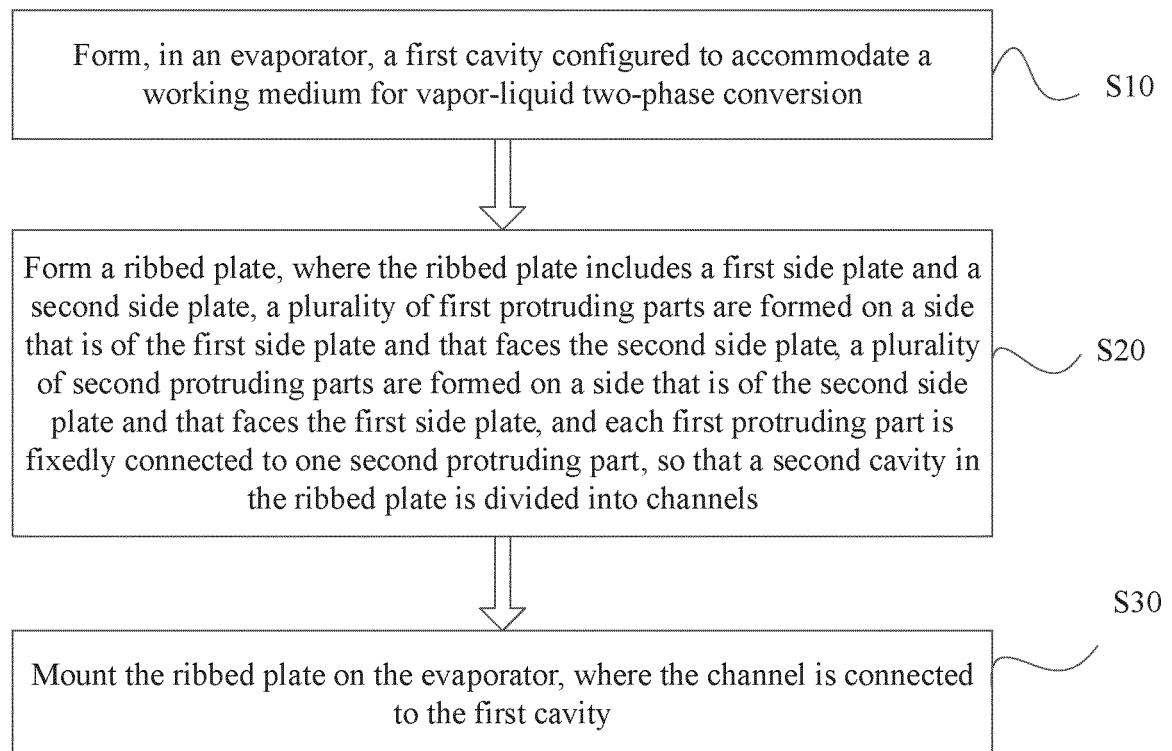 Form, in an evaporator, a first cavity configured to accommodate a
working medium for vapor-liquid two-phase conversion
S10
Form a ribbed plate, where the ribbed plate includes a first side plate and a
second side plate, a plurality of first protruding parts are formed on a side
that is of the first side plate and that faces the second side plate, a plurality
of second protruding parts are formed on a side that is of the second side
plate and that faces the first side plate, and each first protruding part is
fixedly connected to one second protruding part, so that a second cavity in
the ribbed plate is divided into channels
S20
S30
Mount the ribbed plate on the evaporator, where the channel is connected
to the first cavity